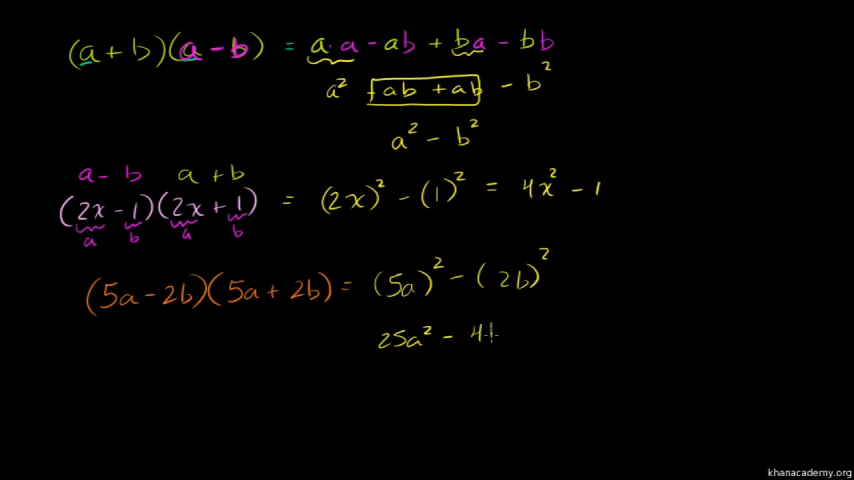 (a + b)(a - b) = a · a - ab + ba - bb
a² - ab + ab - b²
a² - b²
a - b a + b
(2x - 1)(2x + 1) = (2x)² - (1)² = 4x² - 1
a b a b
(5a - 2b)(5a + 2b) = (5a)² - (2b)²
25a² - 4
khanacademy.org